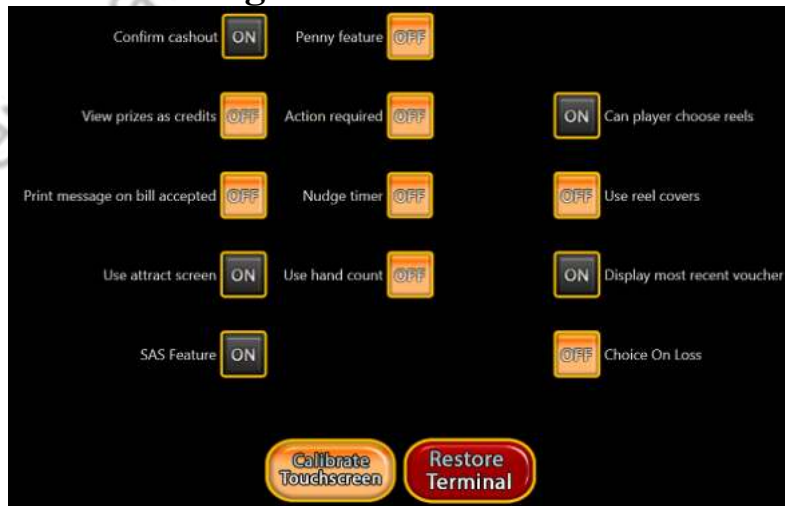 Confirm cashout ON Penny feature OFF
View prizes as credits OFF Action required OFF ON Can player choose reels
Print message on bill accepted OFF Nudge timer OFF OFF Use reel covers
Use attract screen ON Use hand count OFF ON Display most recent voucher
SAS Feature ON OFF Choice On Loss
Calibrate Restore
Touchscreen Terminal